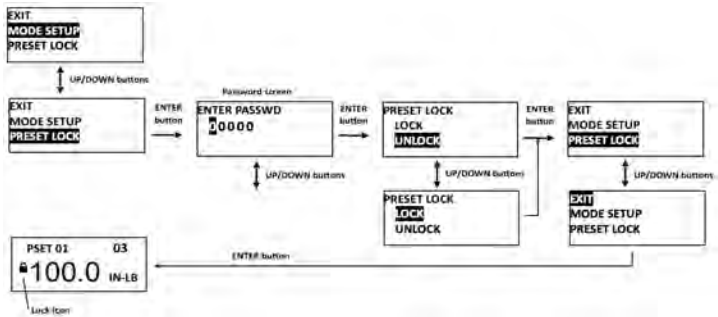 EXIT
MODE SETUP
PRESET LOCK
UP/DOWN buttons
EXIT
MODE SETUP
PRESET LOCK
ENTER
button
Password screen
ENTER PASSWD
00000
UP/DOWN buttons
ENTER
button
PRESET LOCK
LOCK
UNLOCK
UP/DOWN buttons
PRESET LOCK
LOCK
UNLOCK
ENTER
button
EXIT
MODE SETUP
PRESET LOCK
UP/DOWN buttons
EXIT
MODE SETUP
PRESET LOCK
ENTER button
PSET 01 03
100.0 IN-LB
Lock Icon